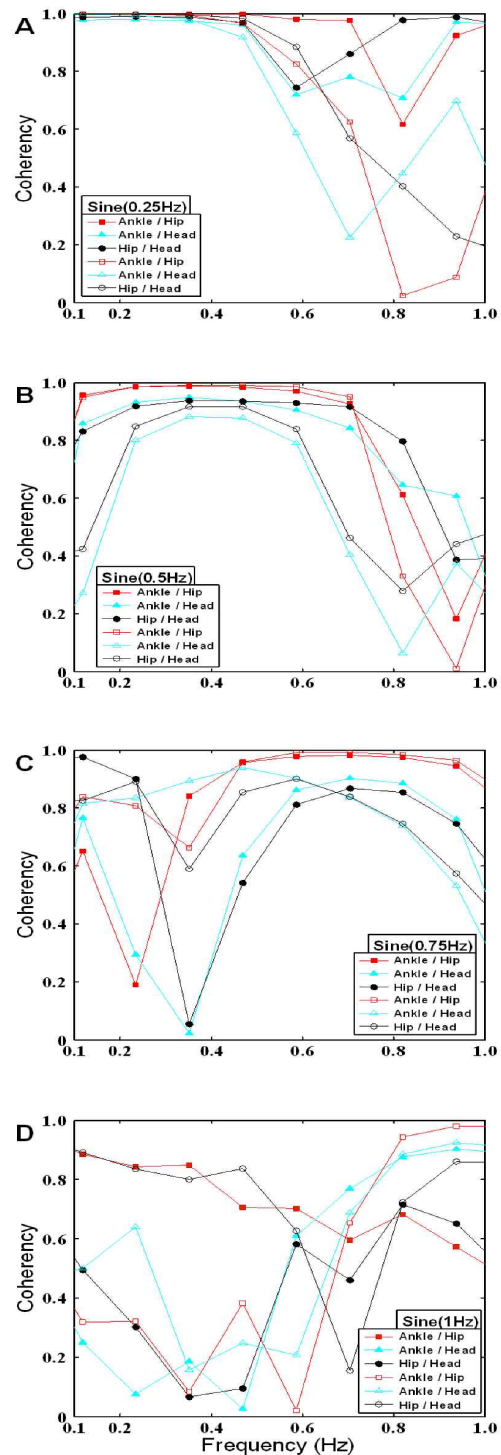 A
1.0
0.8
0.6
0.4
0.2
0
Coherency
Sine(0.25Hz)
Ankle / Hip
Ankle / Head
Hip / Head
Ankle / Hip
Ankle / Head
Hip / Head
0.1 0.2 0.4 0.6 0.8 1.0
B
1.0
0.8
0.6
0.4
0.2
0
Coherency
Sine(0.5Hz)
Ankle / Hip
Ankle / Head
Hip / Head
Ankle / Hip
Ankle / Head
Hip / Head
0.1 0.2 0.4 0.6 0.8 1.0
C
1.0
0.8
0.6
0.4
0.2
0
Coherency
Sine(0.75Hz)
Ankle / Hip
Ankle / Head
Hip / Head
Ankle / Hip
Ankle / Head
Hip / Head
0.1 0.2 0.4 0.6 0.8 1.0
D
1.0
0.8
0.6
0.4
0.2
0
Coherency
Sine(1Hz)
Ankle / Hip
Ankle / Head
Hip / Head
Ankle / Hip
Ankle / Head
Hip / Head
0.1 0.2 0.4 0.6 0.8 1.0
Frequency (Hz)